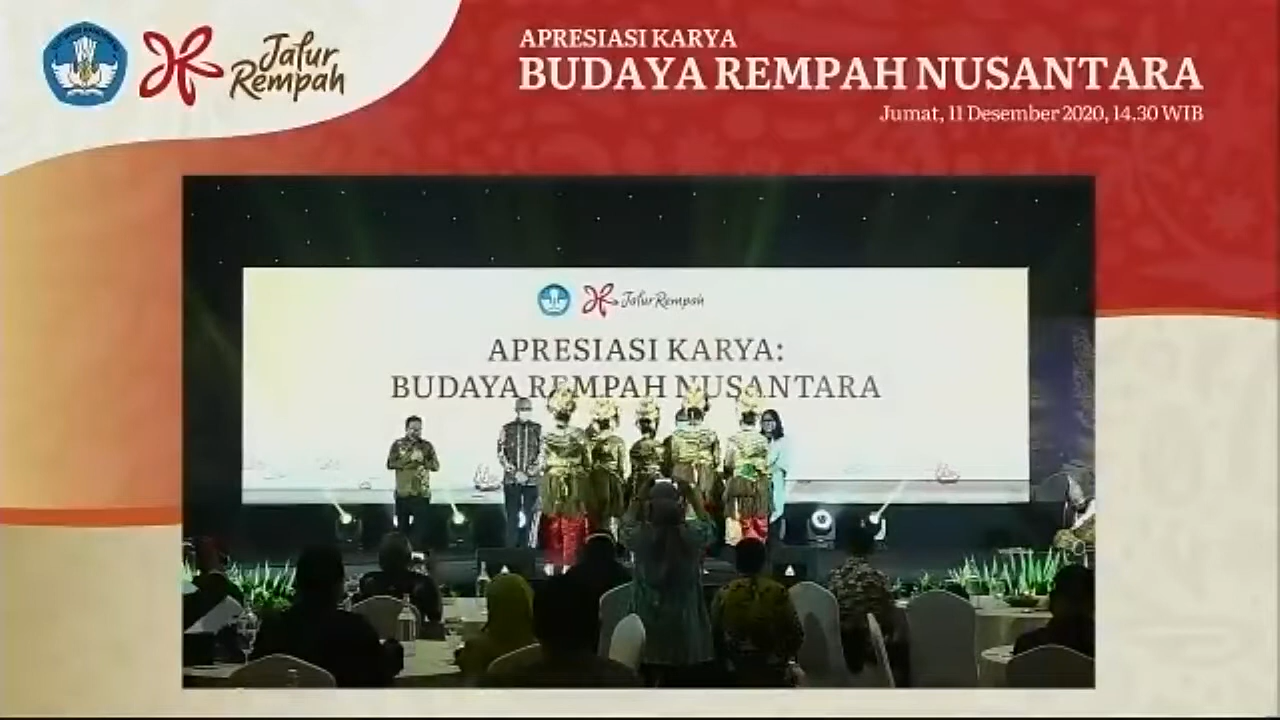 Jalur
Rempah
APRESIASI KARYA
BUDAYA REMPAH NUSANTARA
Jumat, 11 Desember 2020, 14.30 WIB
Jalur Rempah
APRESIASI KARYA:
BUDAYA REMPAH NUSANTARA